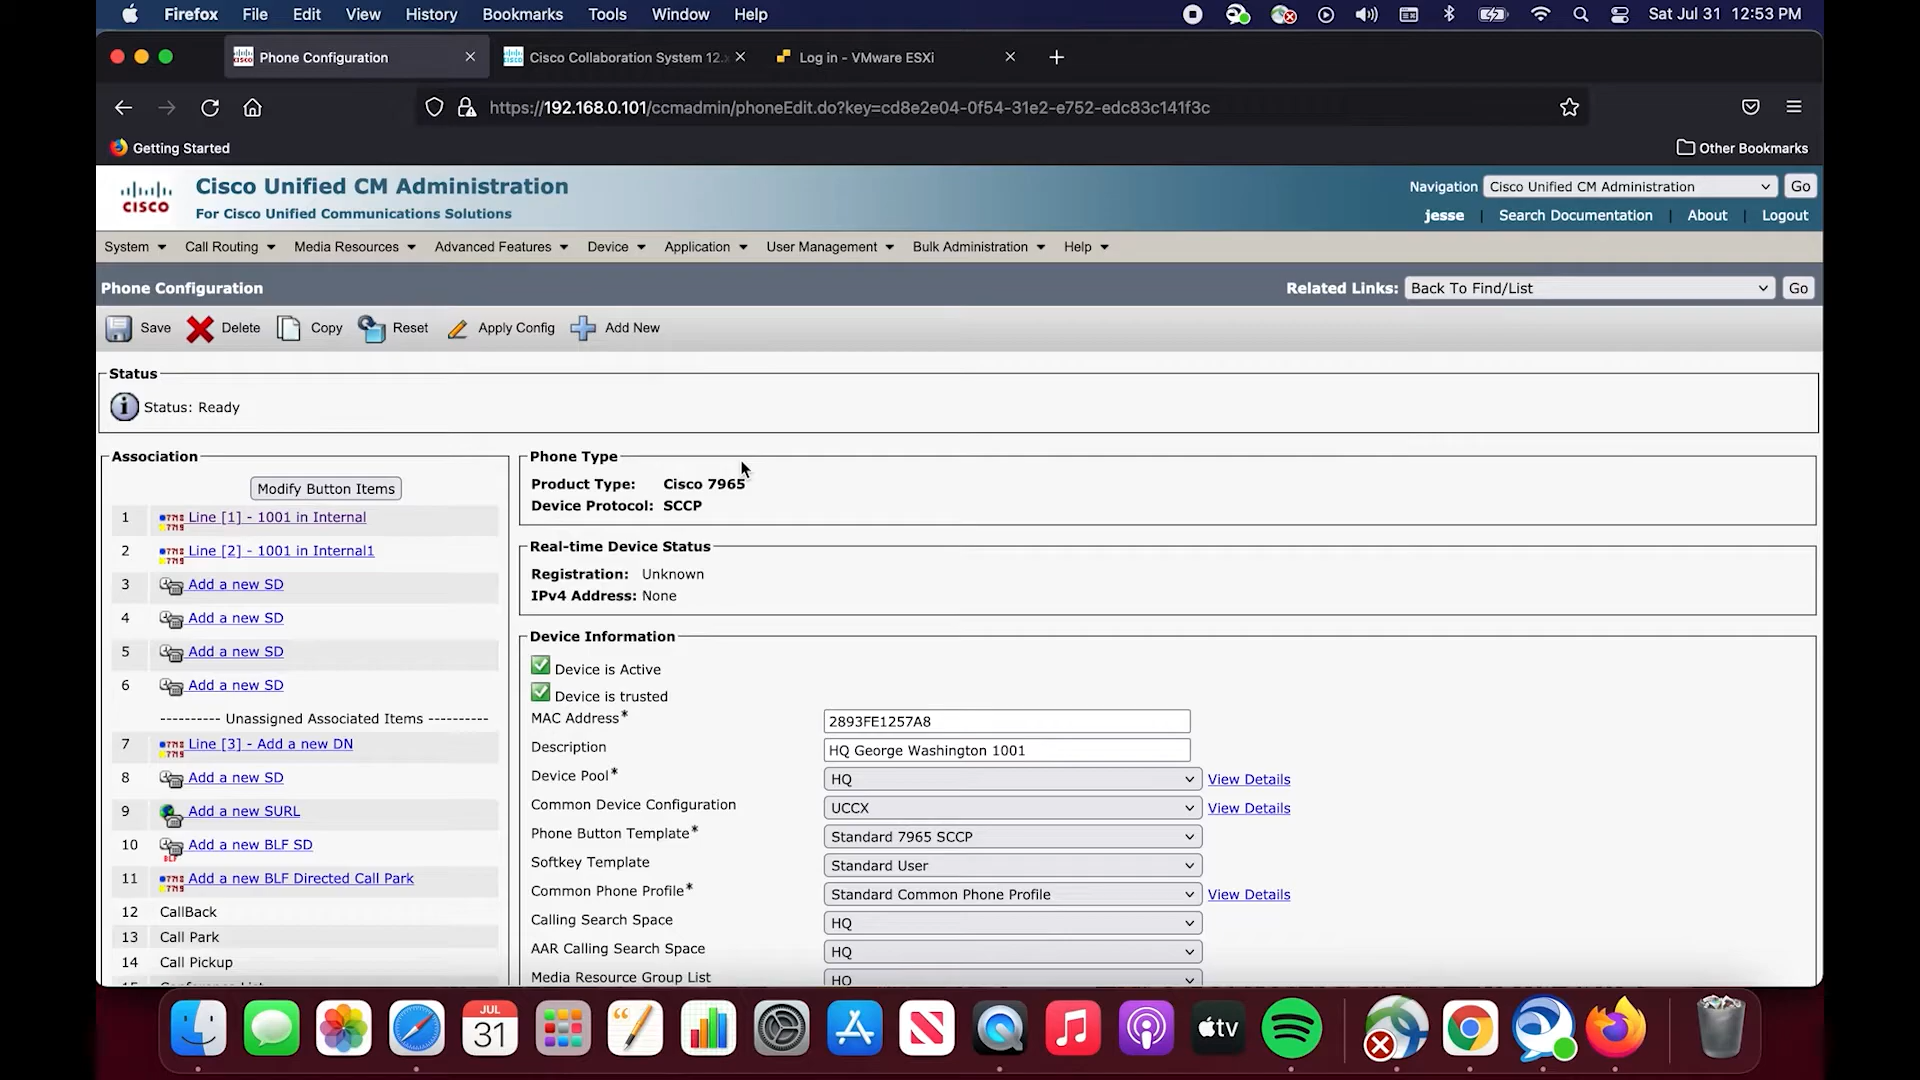 Firefox File Edit View History Bookmarks Tools Window Help Sat Jul 31 12:53 PM
Phone Configuration Cisco Collaboration System 12. Log in - VMware ESXi
https://192.168.0.101/ccmadmin/phoneEdit.do?key=cd8e2e04-0f54-31e2-e752-edc83c141f3c
Getting Started Other Bookmarks
CISCO
Cisco Unified CM Administration
For Cisco Unified Communications Solutions
Navigation Cisco Unified CM Administration Go
jesse | Search Documentation | About | Logout
System Call Routing Media Resources Advanced Features Device Application User Management Bulk Administration Help
Phone Configuration Related Links: Back To Find/List Go
Save Delete Copy Reset Apply Config Add New
Status
Status: Ready
Association
Modify Button Items
1 Line [1] - 1001 in Internal
2 Line [2] - 1001 in Internal1
3 Add a new SD
4 Add a new SD
5 Add a new SD
6 Add a new SD
---------- Unassigned Associated Items ----------
7 Line [3] - Add a new DN
8 Add a new SD
9 Add a new SURL
10 Add a new BLF SD
11 Add a new BLF Directed Call Park
12 CallBack
13 Call Park
14 Call Pickup
Phone Type
Product Type: Cisco 7965
Device Protocol: SCCP
Real-time Device Status
Registration: Unknown
IPv4 Address: None
Device Information
Device is Active
Device is trusted
MAC Address* 2893FE1257A8
Description HQ George Washington 1001
Device Pool* HQ View Details
Common Device Configuration UCCX View Details
Phone Button Template* Standard 7965 SCCP
Softkey Template Standard User
Common Phone Profile* Standard Common Phone Profile View Details
Calling Search Space HQ
AAR Calling Search Space HQ
Media Resource Group List HQ
JUL
31
tv